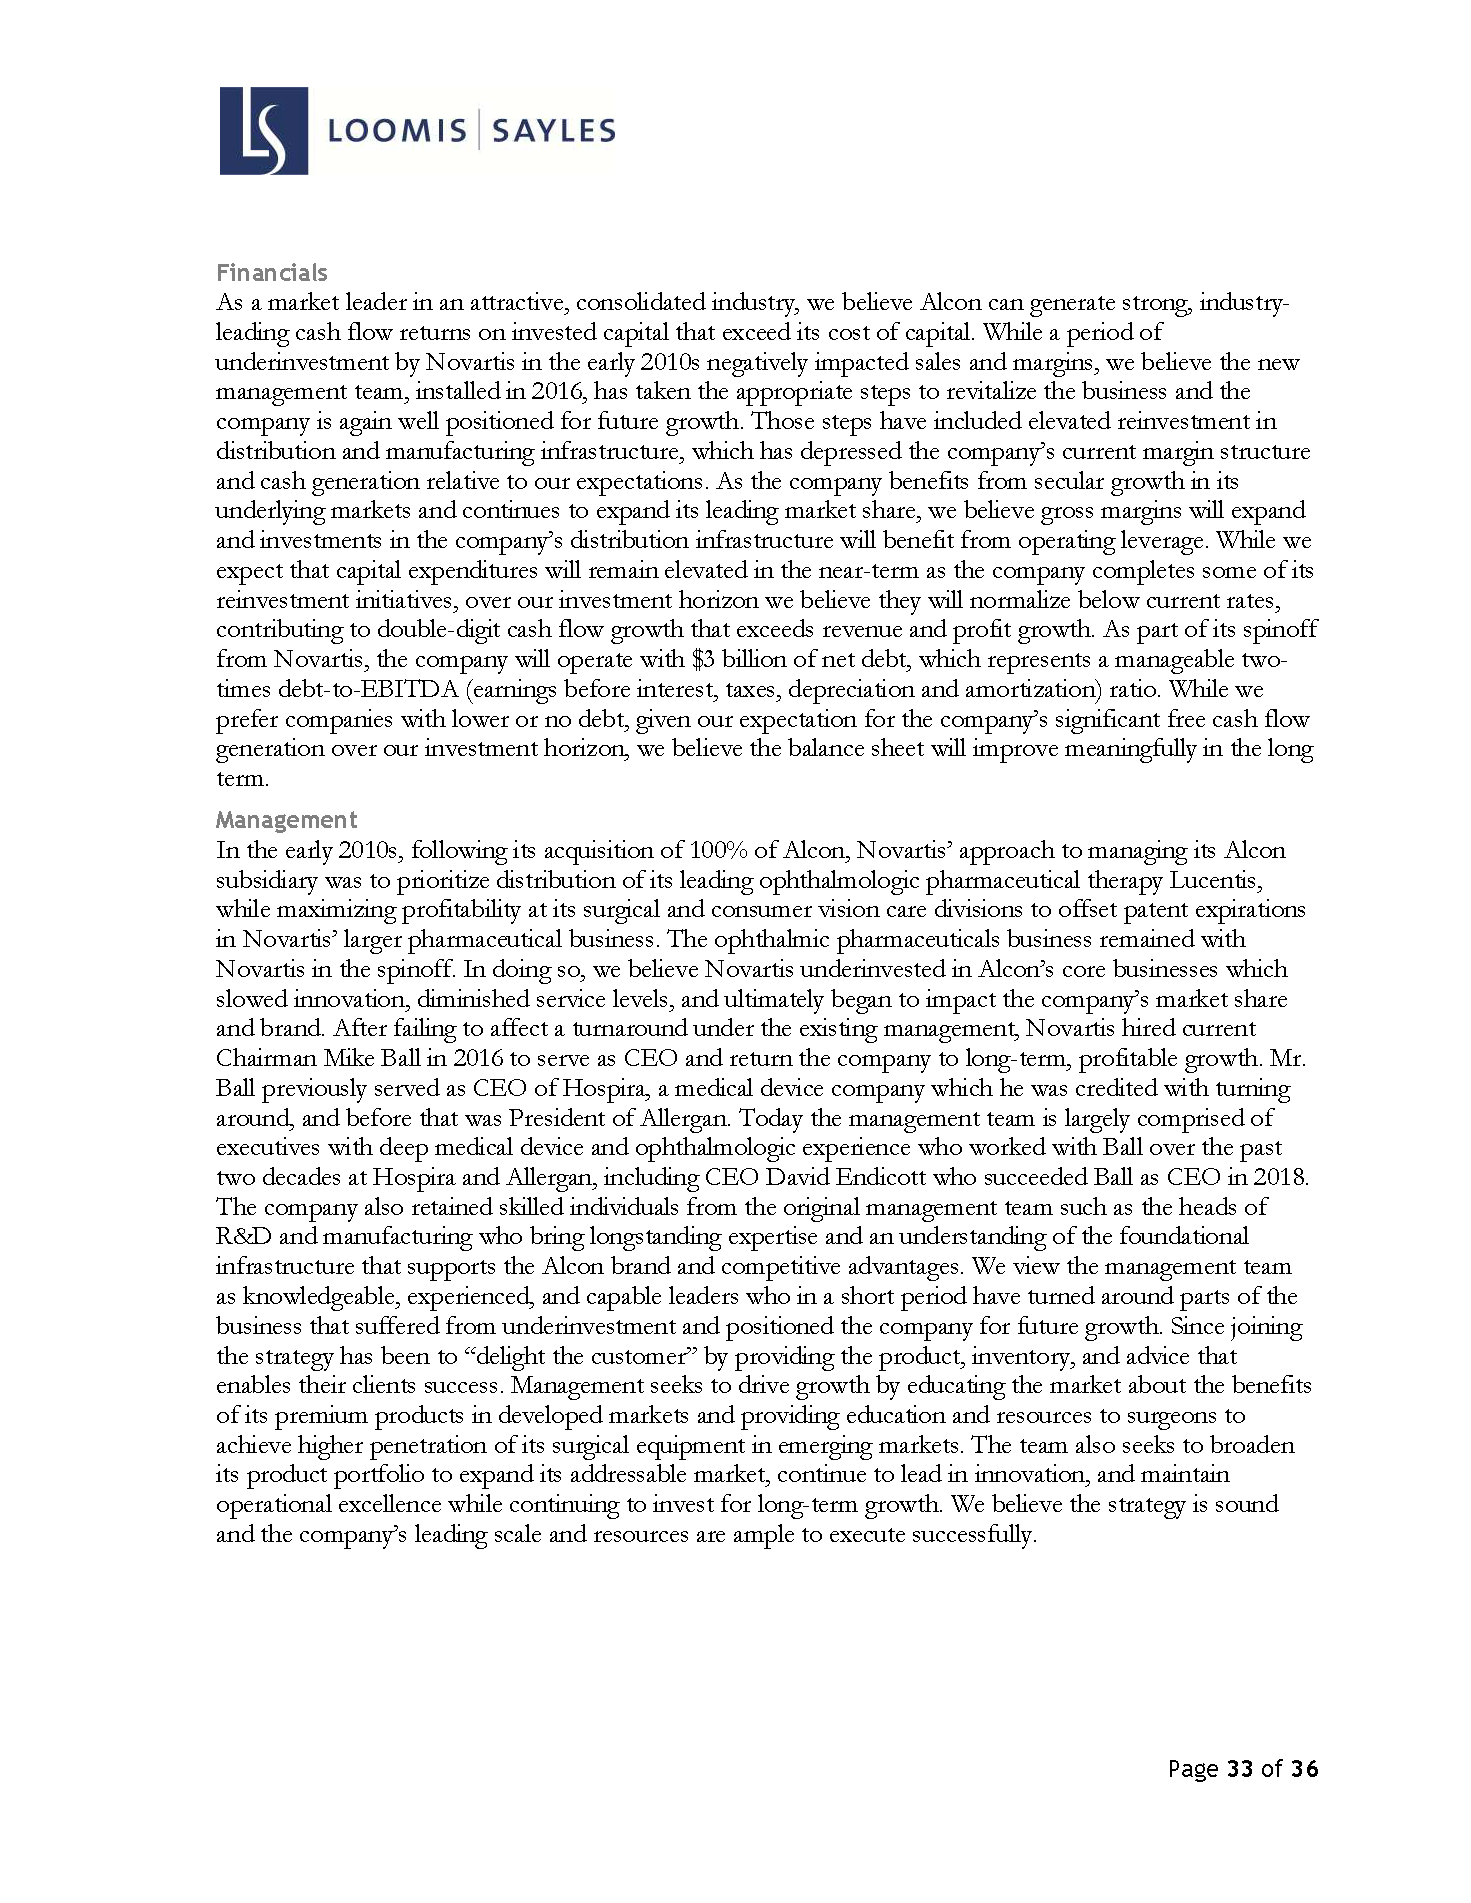 LS LOOMIS | SAYLES
Financials
As a market leader in an attractive, consolidated industry, we believe Alcon can generate strong, industry-
leading cash flow returns on invested capital that exceed its cost of capital. While a period of
underinvestment by Novartis in the early 2010s negatively impacted sales and margins, we believe the new
management team, installed in 2016, has taken the appropriate steps to revitalize the business and the
company is again well positioned for future growth. Those steps have included elevated reinvestment in
distribution and manufacturing infrastructure, which has depressed the company’s current margin structure
and cash generation relative to our expectations. As the company benefits from secular growth in its
underlying markets and continues to expand its leading market share, we believe gross margins will expand
and investments in the company’s distribution infrastructure will benefit from operating leverage. While we
expect that capital expenditures will remain elevated in the near-term as the company completes some of its
reinvestment initiatives, over our investment horizon we believe they will normalize below current rates,
contributing to double-digit cash flow growth that exceeds revenue and profit growth. As part of its spinoff
from Novartis, the company will operate with $3 billion of net debt, which represents a manageable two-
times debt-to-EBITDA (earnings before interest, taxes, depreciation and amortization) ratio. While we
prefer companies with lower or no debt, given our expectation for the company’s significant free cash flow
generation over our investment horizon, we believe the balance sheet will improve meaningfully in the long
term.
Management
In the early 2010s, following its acquisition of 100% of Alcon, Novartis’ approach to managing its Alcon
subsidiary was to prioritize distribution of its leading ophthalmologic pharmaceutical therapy Lucentis,
while maximizing profitability at its surgical and consumer vision care divisions to offset patent expirations
in Novartis’ larger pharmaceutical business. The ophthalmic pharmaceuticals business remained with
Novartis in the spinoff. In doing so, we believe Novartis underinvested in Alcon’s core businesses which
slowed innovation, diminished service levels, and ultimately began to impact the company’s market share
and brand. After failing to affect a turnaround under the existing management, Novartis hired current
Chairman Mike Ball in 2016 to serve as CEO and return the company to long-term, profitable growth. Mr.
Ball previously served as CEO of Hospira, a medical device company which he was credited with turning
around, and before that was President of Allergan. Today the management team is largely comprised of
executives with deep medical device and ophthalmologic experience who worked with Ball over the past
two decades at Hospira and Allergan, including CEO David Endicott who succeeded Ball as CEO in 2018.
The company also retained skilled individuals from the original management team such as the heads of
R&D and manufacturing who bring longstanding expertise and an understanding of the foundational
infrastructure that supports the Alcon brand and competitive advantages. We view the management team
as knowledgeable, experienced, and capable leaders who in a short period have turned around parts of the
business that suffered from underinvestment and positioned the company for future growth. Since joining
the strategy has been to “delight the customer” by providing the product, inventory, and advice that
enables their clients success. Management seeks to drive growth by educating the market about the benefits
of its premium products in developed markets and providing education and resources to surgeons to
achieve higher penetration of its surgical equipment in emerging markets. The team also seeks to broaden
its product portfolio to expand its addressable market, continue to lead in innovation, and maintain
operational excellence while continuing to invest for long-term growth. We believe the strategy is sound
and the company’s leading scale and resources are ample to execute successfully.
Page 33 of 36